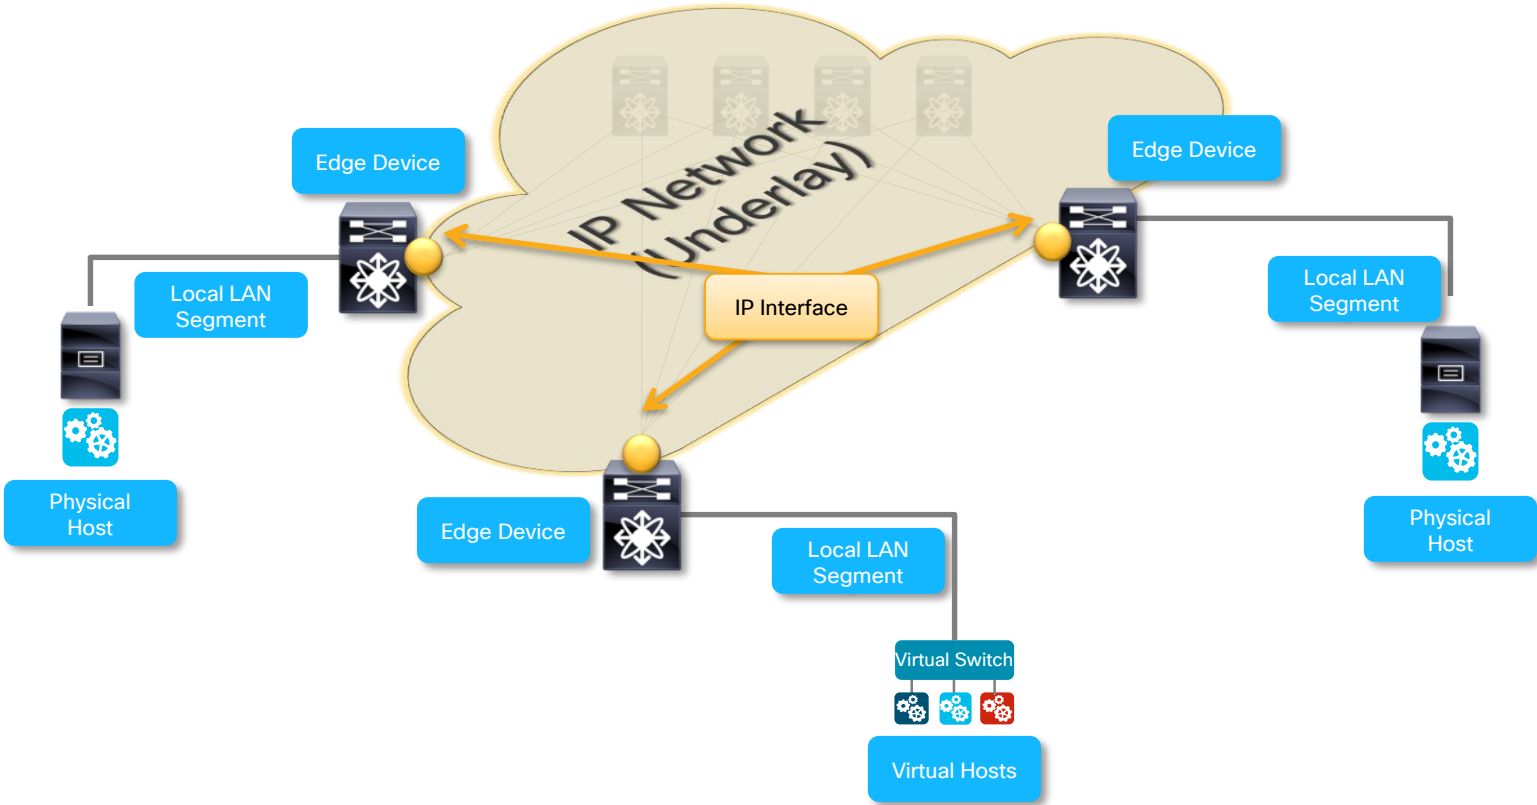 IP Network
(Underlay)
Edge Device
Edge Device
Local LAN
Segment
Local LAN
Segment
IP Interface
Physical
Host
Edge Device
Local LAN
Segment
Physical
Host
Virtual Switch
Virtual Hosts